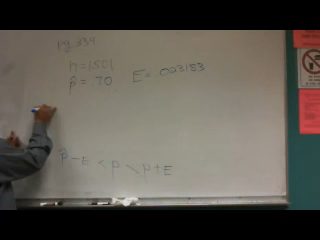 pg. 334
n = 1501
p̂ = .70 E = .023183
p̂ - E < p < p̂ + E